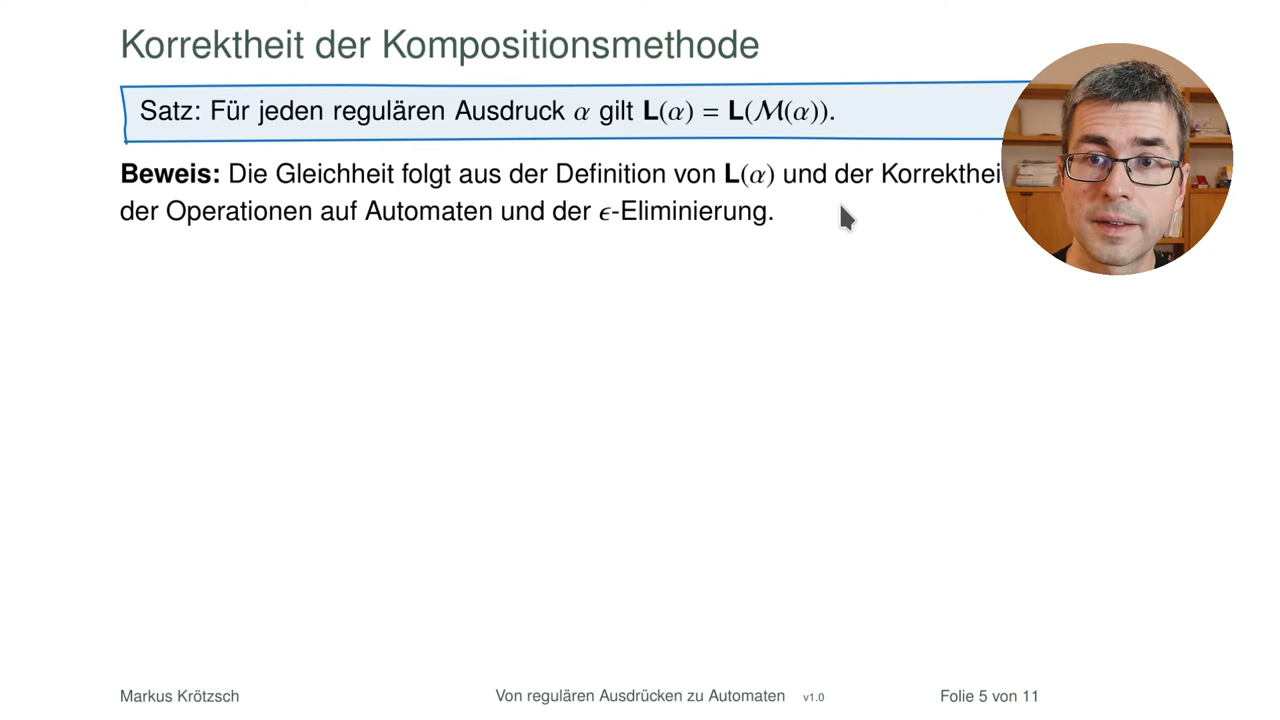 Korrektheit der Kompositionsmethode
Satz: Für jeden regulären Ausdruck α gilt L(α) = L(ℳ(α)).
Beweis: Die Gleichheit folgt aus der Definition von L(α) und der Korrekthei
der Operationen auf Automaten und der ϵ-Eliminierung.
Markus Krötzsch
Von regulären Ausdrücken zu Automaten v1.0
Folie 5 von 11